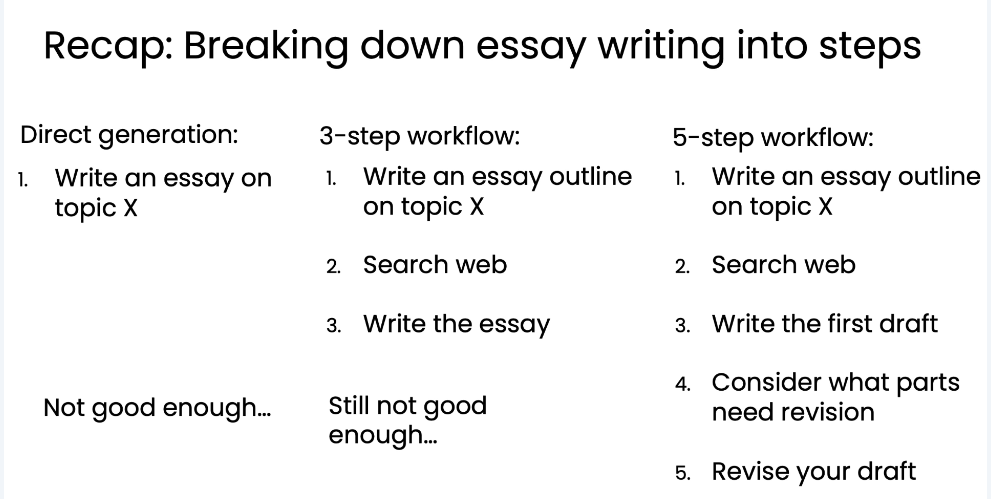 Recap: Breaking down essay writing into steps
Direct generation:
1. Write an essay on
topic X
Not good enough...
3-step workflow:
1. Write an essay outline
on topic X
2. Search web
3. Write the essay
Still not good
enough...
5-step workflow:
1. Write an essay outline
on topic X
2. Search web
3. Write the first draft
4. Consider what parts
need revision
5. Revise your draft